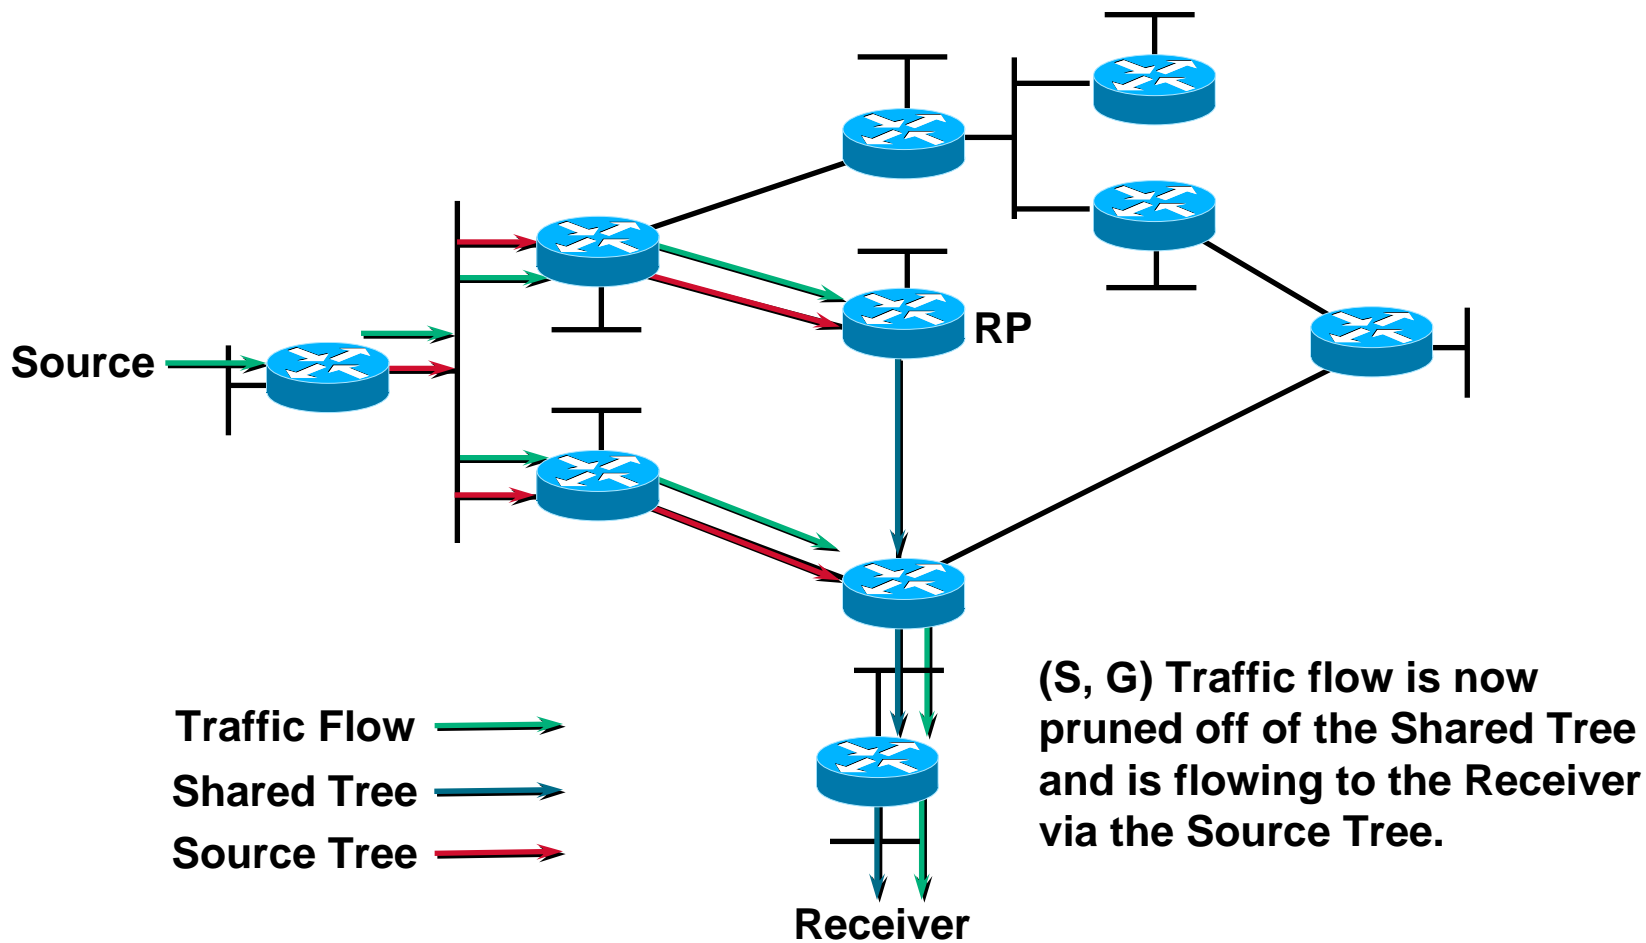 RP
Source
(S, G) Traffic flow is now
pruned off of the Shared Tree
and is flowing to the Receiver
via the Source Tree.
Traffic Flow
Shared Tree
Source Tree
Receiver